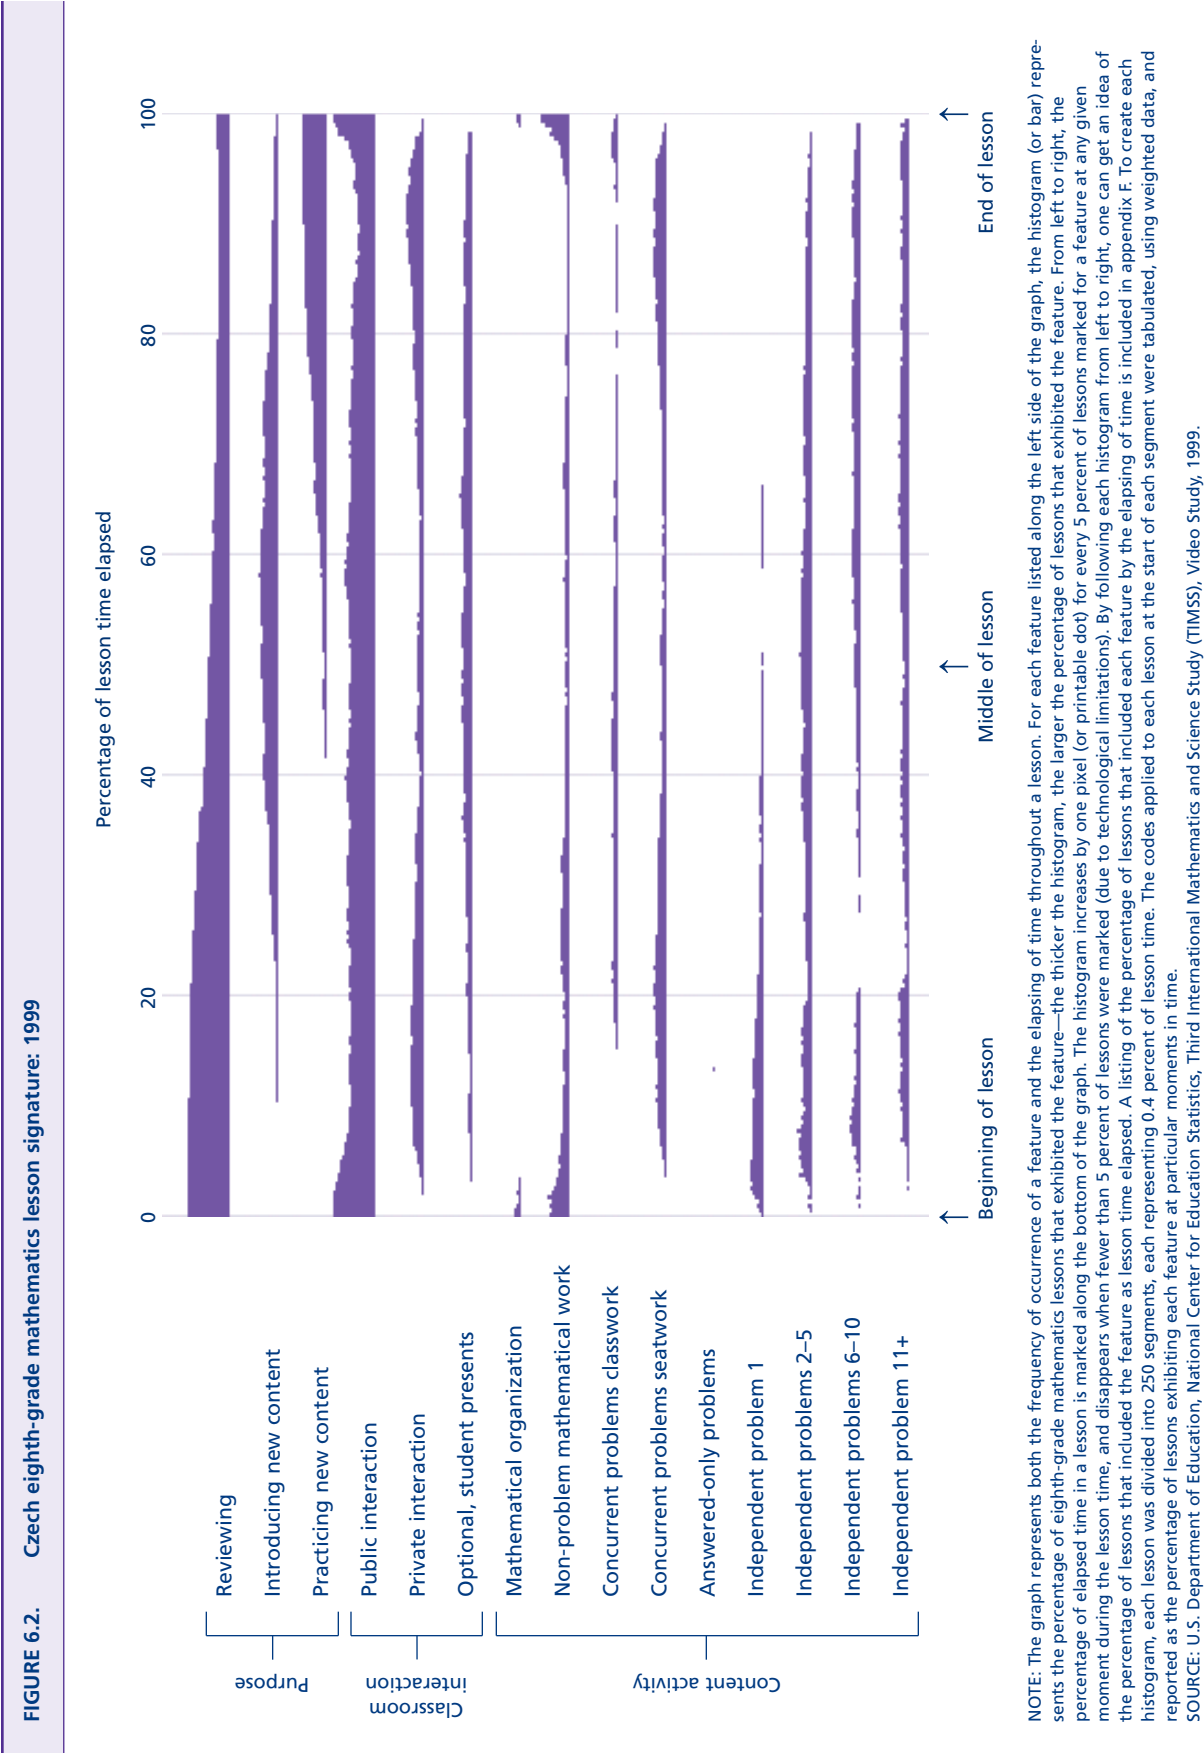 FIGURE 6.2. Czech eighth-grade mathematics lesson signature: 1999
Percentage of lesson time elapsed
0 20 40 60 80 100
Purpose
Reviewing
Introducing new content
Practicing new content
Classroom
interaction
Public interaction
Private interaction
Optional, student presents
Content activity
Mathematical organization
Non-problem mathematical work
Concurrent problems classwork
Concurrent problems seatwork
Answered-only problems
Independent problem 1
Independent problems 2–5
Independent problems 6–10
Independent problem 11+
Beginning of lesson Middle of lesson End of lesson
NOTE: The graph represents both the frequency of occurrence of a feature and the elapsing of time throughout a lesson. For each feature listed along the left side of the graph, the histogram (or bar) repre-
sents the percentage of eighth-grade mathematics lessons that exhibited the feature—the thicker the histogram, the larger the percentage of lessons that exhibited the feature. From left to right, the
percentage of elapsed time in a lesson is marked along the bottom of the graph. The histogram increases by one pixel (or printable dot) for every 5 percent of lessons marked for a feature at any given
moment during the lesson time, and disappears when fewer than 5 percent of lessons were marked (due to technological limitations). By following each histogram from left to right, one can get an idea of
the percentage of lessons that included the feature as lesson time elapsed. A listing of the percentage of lessons that included each feature by the elapsing of time is included in appendix F. To create each
histogram, each lesson was divided into 250 segments, each representing 0.4 percent of lesson time. The codes applied to each lesson at the start of each segment were tabulated, using weighted data, and
reported as the percentage of lessons exhibiting each feature at particular moments in time.
SOURCE: U.S. Department of Education, National Center for Education Statistics, Third International Mathematics and Science Study (TIMSS), Video Study, 1999.